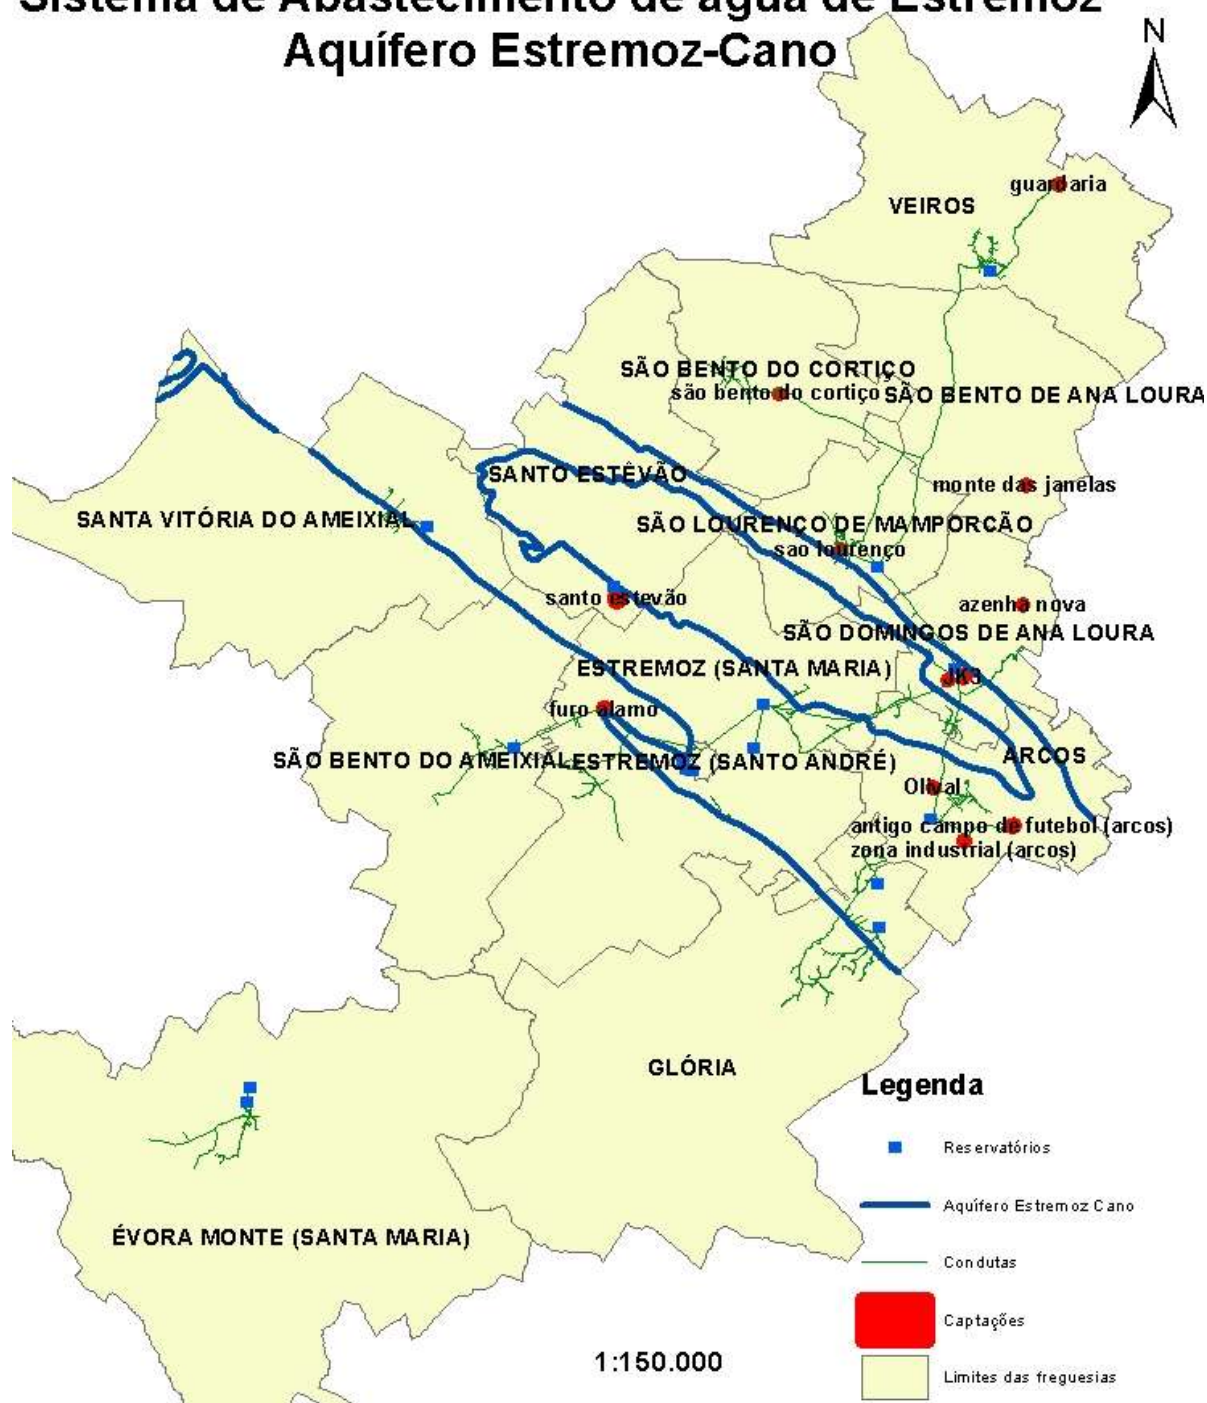 Sistema de Abastecimento de água de Estremoz
Aquífero Estremoz-Cano
N
guardaria
VEIROS
SÃO BENTO DO CORTIÇO
são bento do cortiço
SÃO BENTO DE ANA LOURA
SANTO ESTÊVÃO
monte das janelas
SANTA VITÓRIA DO AMEIXIAL
SÃO LOURENÇO DE MAMPORCÃO
sao lourenço
santo estevão
azenha nova
SÃO DOMINGOS DE ANA LOURA
ESTREMOZ (SANTA MARIA)
JK3
furo alamo
SÃO BENTO DO AMEIXIAL
ESTREMOZ (SANTO ANDRÉ)
ARCOS
Olival
antigo campo de futebol (arcos)
zona industrial (arcos)
GLÓRIA
ÉVORA MONTE (SANTA MARIA)
Legenda
Reservatórios
Aquífero Estremoz Cano
Condutas
Captações
Limites das freguesias
1:150.000